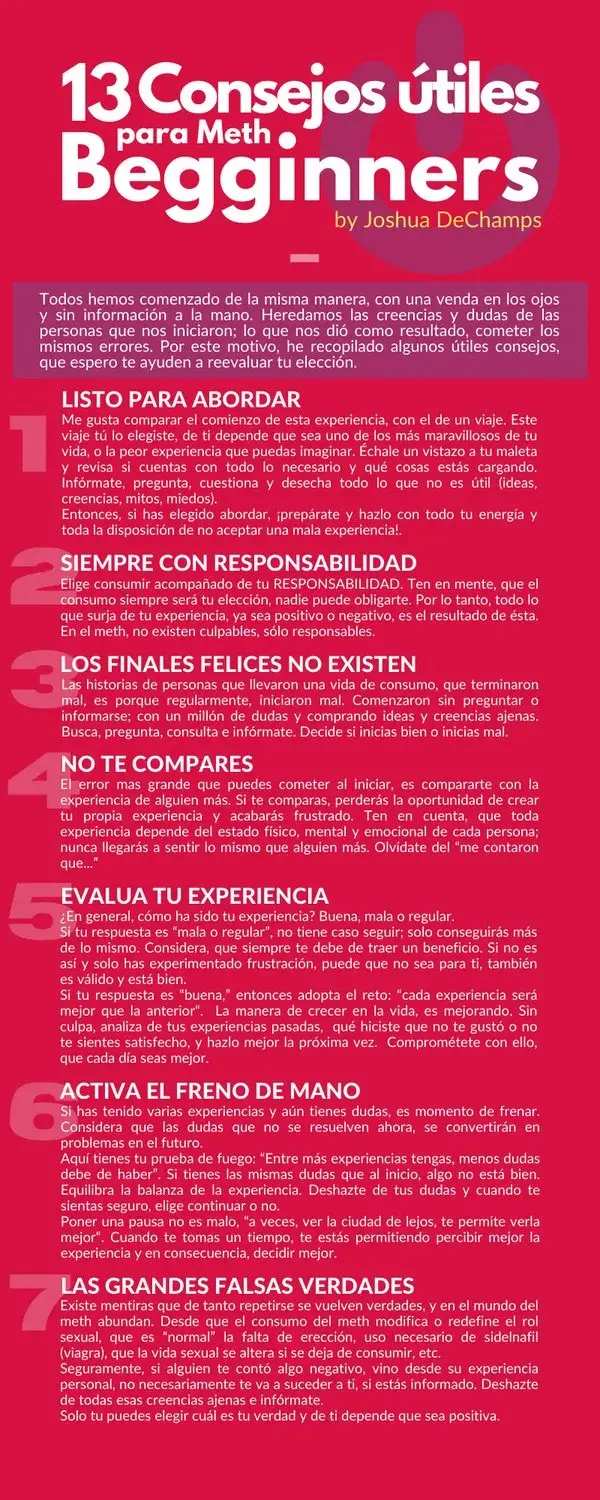 13 Consejos útiles
para Meth
Begginners
by Joshua DeChamps
Todos hemos comenzado de la misma manera, con una venda en los ojos
y sin información a la mano. Heredamos las creencias y dudas de las
personas que nos iniciaron; lo que nos dió como resultado, cometer los
mismos errores. Por este motivo, he recopilado algunos útiles consejos,
que espero te ayuden a reevaluar tu elección.
1
LISTO PARA ABORDAR
Me gusta comparar el comienzo de esta experiencia, con el de un viaje. Este
viaje tú lo elegiste, de ti depende que sea uno de los más maravillosos de tu
vida, o la peor experiencia que puedas imaginar. Échale un vistazo a tu maleta
y revisa si cuentas con todo lo necesario y qué cosas estás cargando.
Infórmate, pregunta, cuestiona y desecha todo lo que no es útil (ideas,
creencias, mitos, miedos).
Entonces, si has elegido abordar, ¡prepárate y hazlo con todo tu energía y
toda la disposición de no aceptar una mala experiencia!.
2
SIEMPRE CON RESPONSABILIDAD
Elige consumir acompañado de tu RESPONSABILIDAD. Ten en mente, que el
consumo siempre será tu elección, nadie puede obligarte. Por lo tanto, todo lo
que surja de tu experiencia, ya sea positivo o negativo, es el resultado de ésta.
En el meth, no existen culpables, sólo responsables.
3
LOS FINALES FELICES NO EXISTEN
Las historias de personas que llevaron una vida de consumo, que terminaron
mal, es porque regularmente, iniciaron mal. Comenzaron sin preguntar o
informarse; con un millón de dudas y comprando ideas y creencias ajenas.
Busca, pregunta, consulta e infórmate. Decide si inicias bien o inicias mal.
4
NO TE COMPARES
El error mas grande que puedes cometer al iniciar, es compararte con la
experiencia de alguien más. Si te comparas, perderás la oportunidad de crear
tu propia experiencia y acabarás frustrado. Ten en cuenta, que toda
experiencia depende del estado físico, mental y emocional de cada persona;
nunca llegarás a sentir lo mismo que alguien más. Olvídate del “me contaron
que...”
5
EVALUA TU EXPERIENCIA
¿En general, cómo ha sido tu experiencia? Buena, mala o regular.
Si tu respuesta es “mala o regular”, no tiene caso seguir; solo conseguirás más
de lo mismo. Considera, que siempre te debe de traer un beneficio. Si no es
así y solo has experimentado frustración, puede que no sea para ti, también
es válido y está bien.
Si tu respuesta es “buena,” entonces adopta el reto: “cada experiencia será
mejor que la anterior“. La manera de crecer en la vida, es mejorando. Sin
culpa, analiza de tus experiencias pasadas, qué hiciste que no te gustó o no
te sientes satisfecho, y hazlo mejor la próxima vez. Comprométete con ello,
que cada día seas mejor.
6
ACTIVA EL FRENO DE MANO
Si has tenido varias experiencias y aún tienes dudas, es momento de frenar.
Considera que las dudas que no se resuelven ahora, se convertirán en
problemas en el futuro.
Aquí tienes tu prueba de fuego: “Entre más experiencias tengas, menos dudas
debe de haber”. Si tienes las mismas dudas que al inicio, algo no está bien.
Equilibra la balanza de la experiencia. Deshazte de tus dudas y cuando te
sientas seguro, elige continuar o no.
Poner una pausa no es malo, “a veces, ver la ciudad de lejos, te permite verla
mejor“. Cuando te tomas un tiempo, te estás permitiendo percibir mejor la
experiencia y en consecuencia, decidir mejor.
7
LAS GRANDES FALSAS VERDADES
Existe mentiras que de tanto repetirse se vuelven verdades, y en el mundo del
meth abundan. Desde que el consumo del meth modifica o redefine el rol
sexual, que es “normal” la falta de erección, uso necesario de sidelnafil
(viagra), que la vida sexual se altera si se deja de consumir, etc.
Seguramente, si alguien te contó algo negativo, vino desde su experiencia
personal, no necesariamente te va a suceder a ti, si estás informado. Deshazte
de todas esas creencias ajenas e infórmate.
Solo tu puedes elegir cuál es tu verdad y de ti depende que sea positiva.